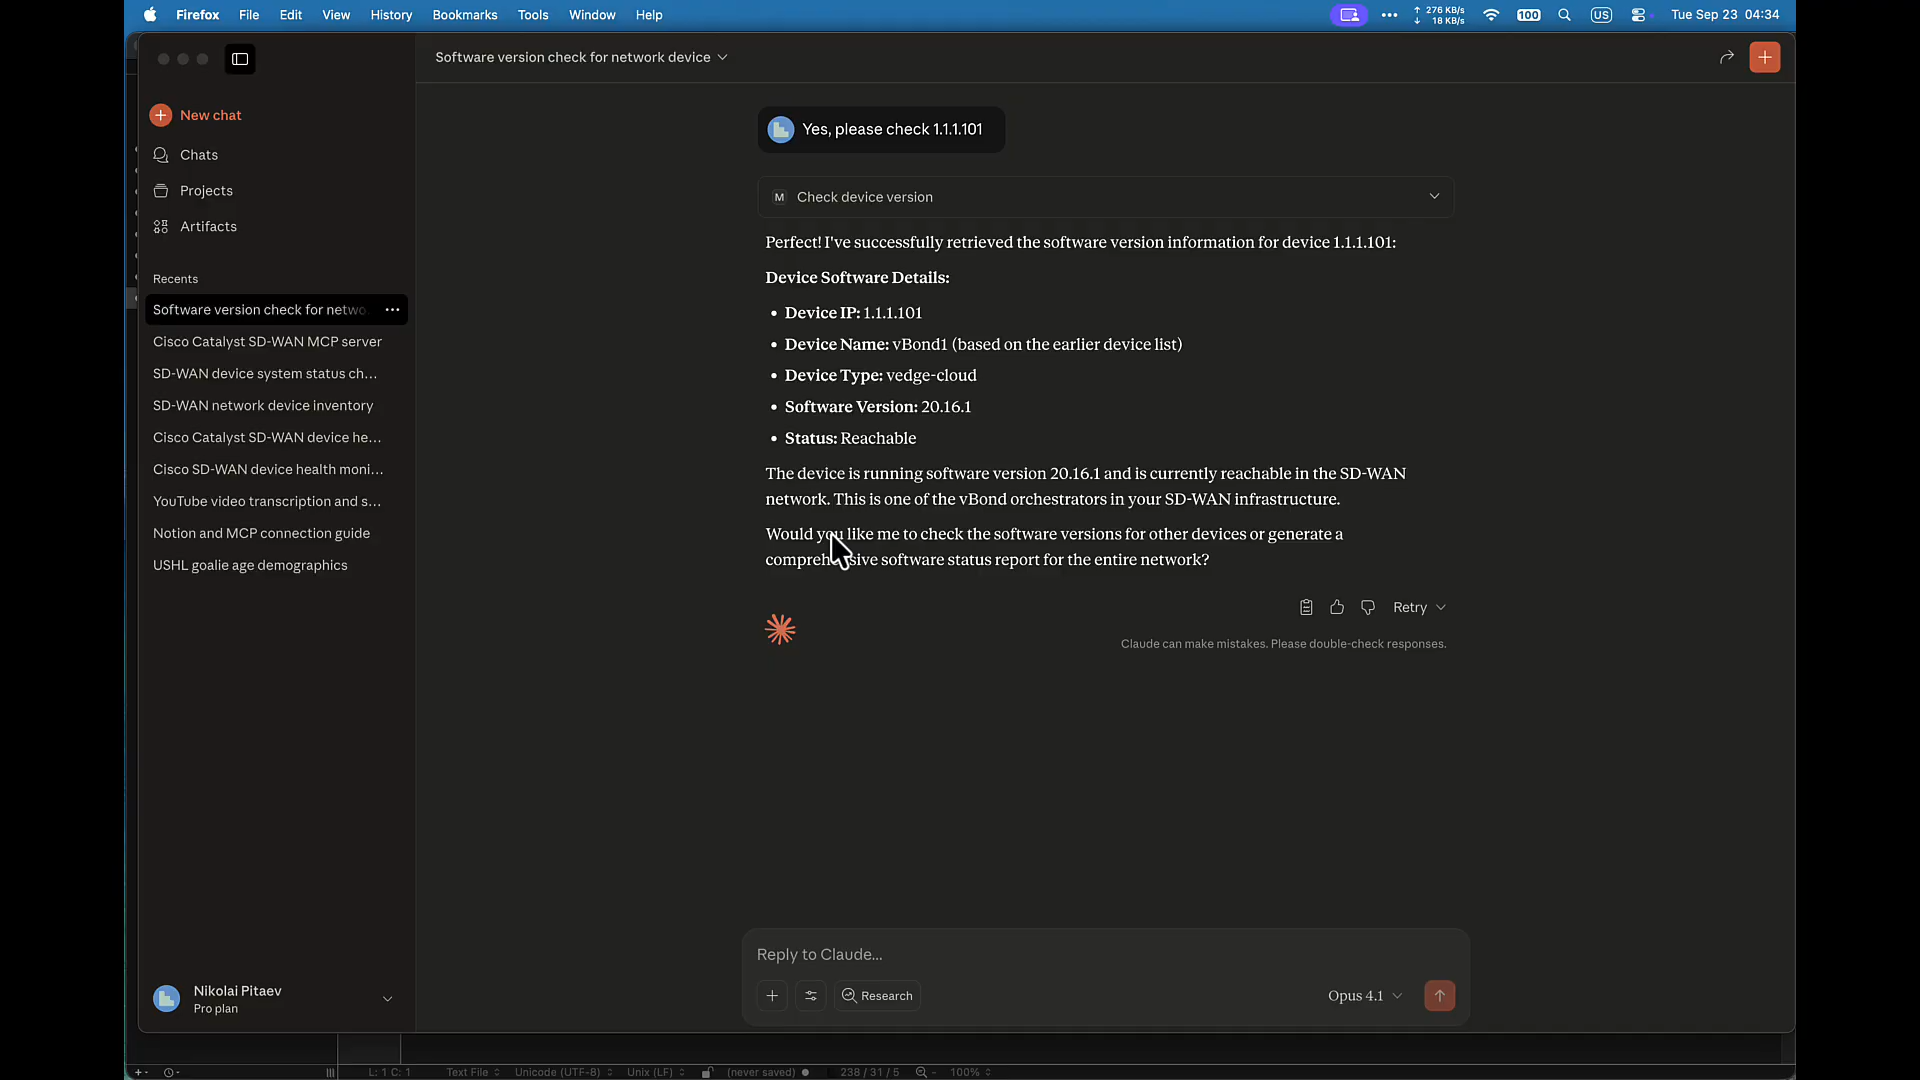 Firefox File Edit View History Bookmarks Tools Window Help
••• ↑ 276 KB/s ↓ 18 KB/s 100 US Tue Sep 23 04:34
Software version check for network device
New chat
Chats
Projects
Artifacts
Recents
Software version check for netwo
Cisco Catalyst SD-WAN MCP server
SD-WAN device system status ch...
SD-WAN network device inventory
Cisco Catalyst SD-WAN device he...
Cisco SD-WAN device health moni...
YouTube video transcription and s...
Notion and MCP connection guide
USHL goalie age demographics
Nikolai Pitaev
Pro plan
Yes, please check 1.1.1.101
M Check device version
Perfect! I've successfully retrieved the software version information for device 1.1.1.101:
Device Software Details:
• Device IP: 1.1.1.101
• Device Name: vBond1 (based on the earlier device list)
• Device Type: vedge-cloud
• Software Version: 20.16.1
• Status: Reachable
The device is running software version 20.16.1 and is currently reachable in the SD-WAN
network. This is one of the vBond orchestrators in your SD-WAN infrastructure.
Would you like me to check the software versions for other devices or generate a
comprehensive software status report for the entire network?
Retry
Claude can make mistakes. Please double-check responses.
Reply to Claude...
Research
Opus 4.1
L: 1 C: 1 Text File Unicode (UTF-8) Unix (LF) (never saved) 238 / 31 / 5 100%